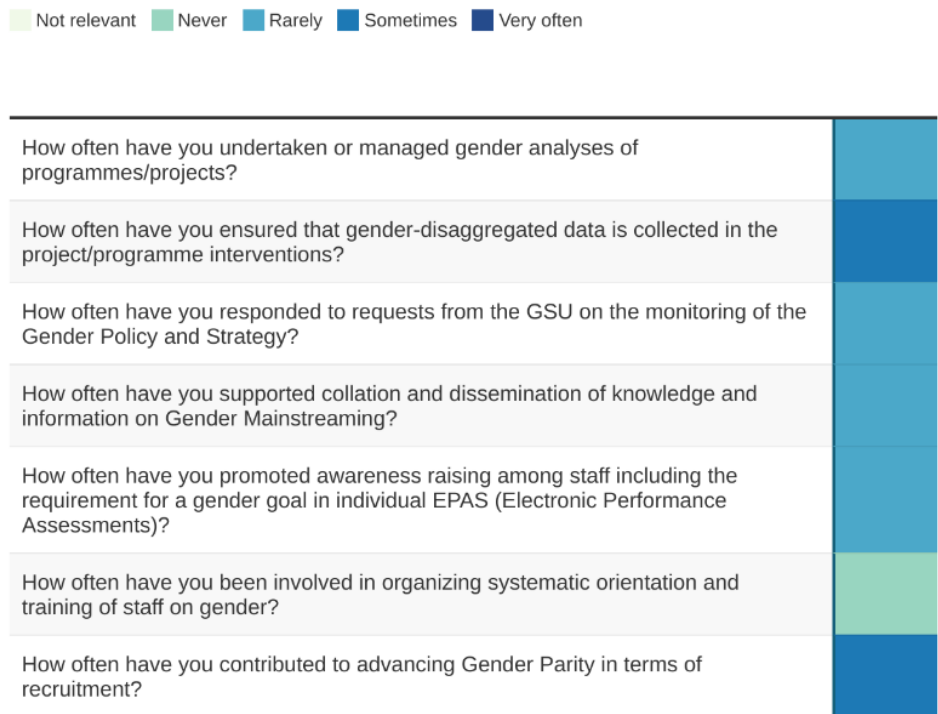 Not relevant Never Rarely Sometimes Very often
How often have you undertaken or managed gender analyses of
programmes/projects?
How often have you ensured that gender-disaggregated data is collected in the
project/programme interventions?
How often have you responded to requests from the GSU on the monitoring of the
Gender Policy and Strategy?
How often have you supported collation and dissemination of knowledge and
information on Gender Mainstreaming?
How often have you promoted awareness raising among staff including the
requirement for a gender goal in individual EPAS (Electronic Performance
Assessments)?
How often have you been involved in organizing systematic orientation and
training of staff on gender?
How often have you contributed to advancing Gender Parity in terms of
recruitment?